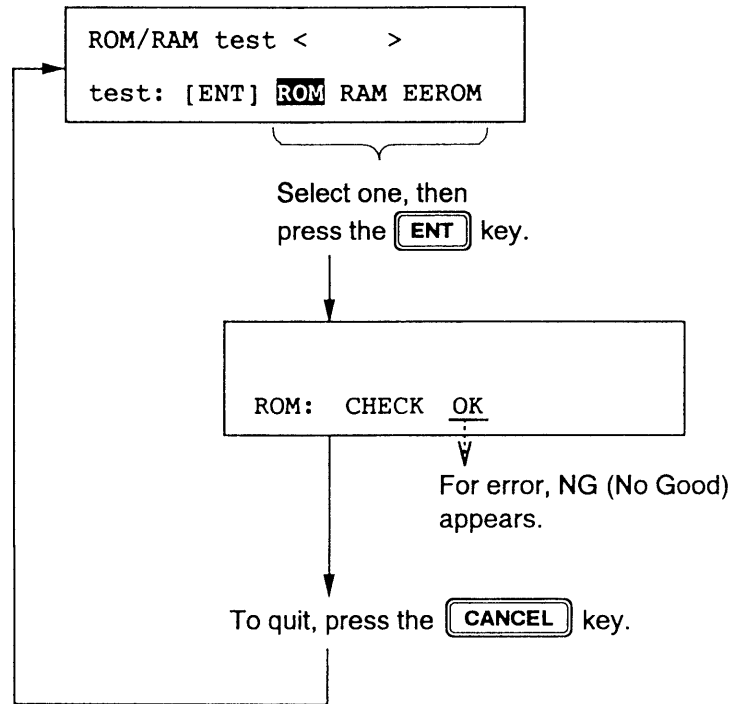 ROM/RAM test <      >
test: [ENT] ROM RAM EEROM
Select one, then
press the ENT key.
ROM:  CHECK  OK
For error, NG (No Good)
appears.
To quit, press the CANCEL key.